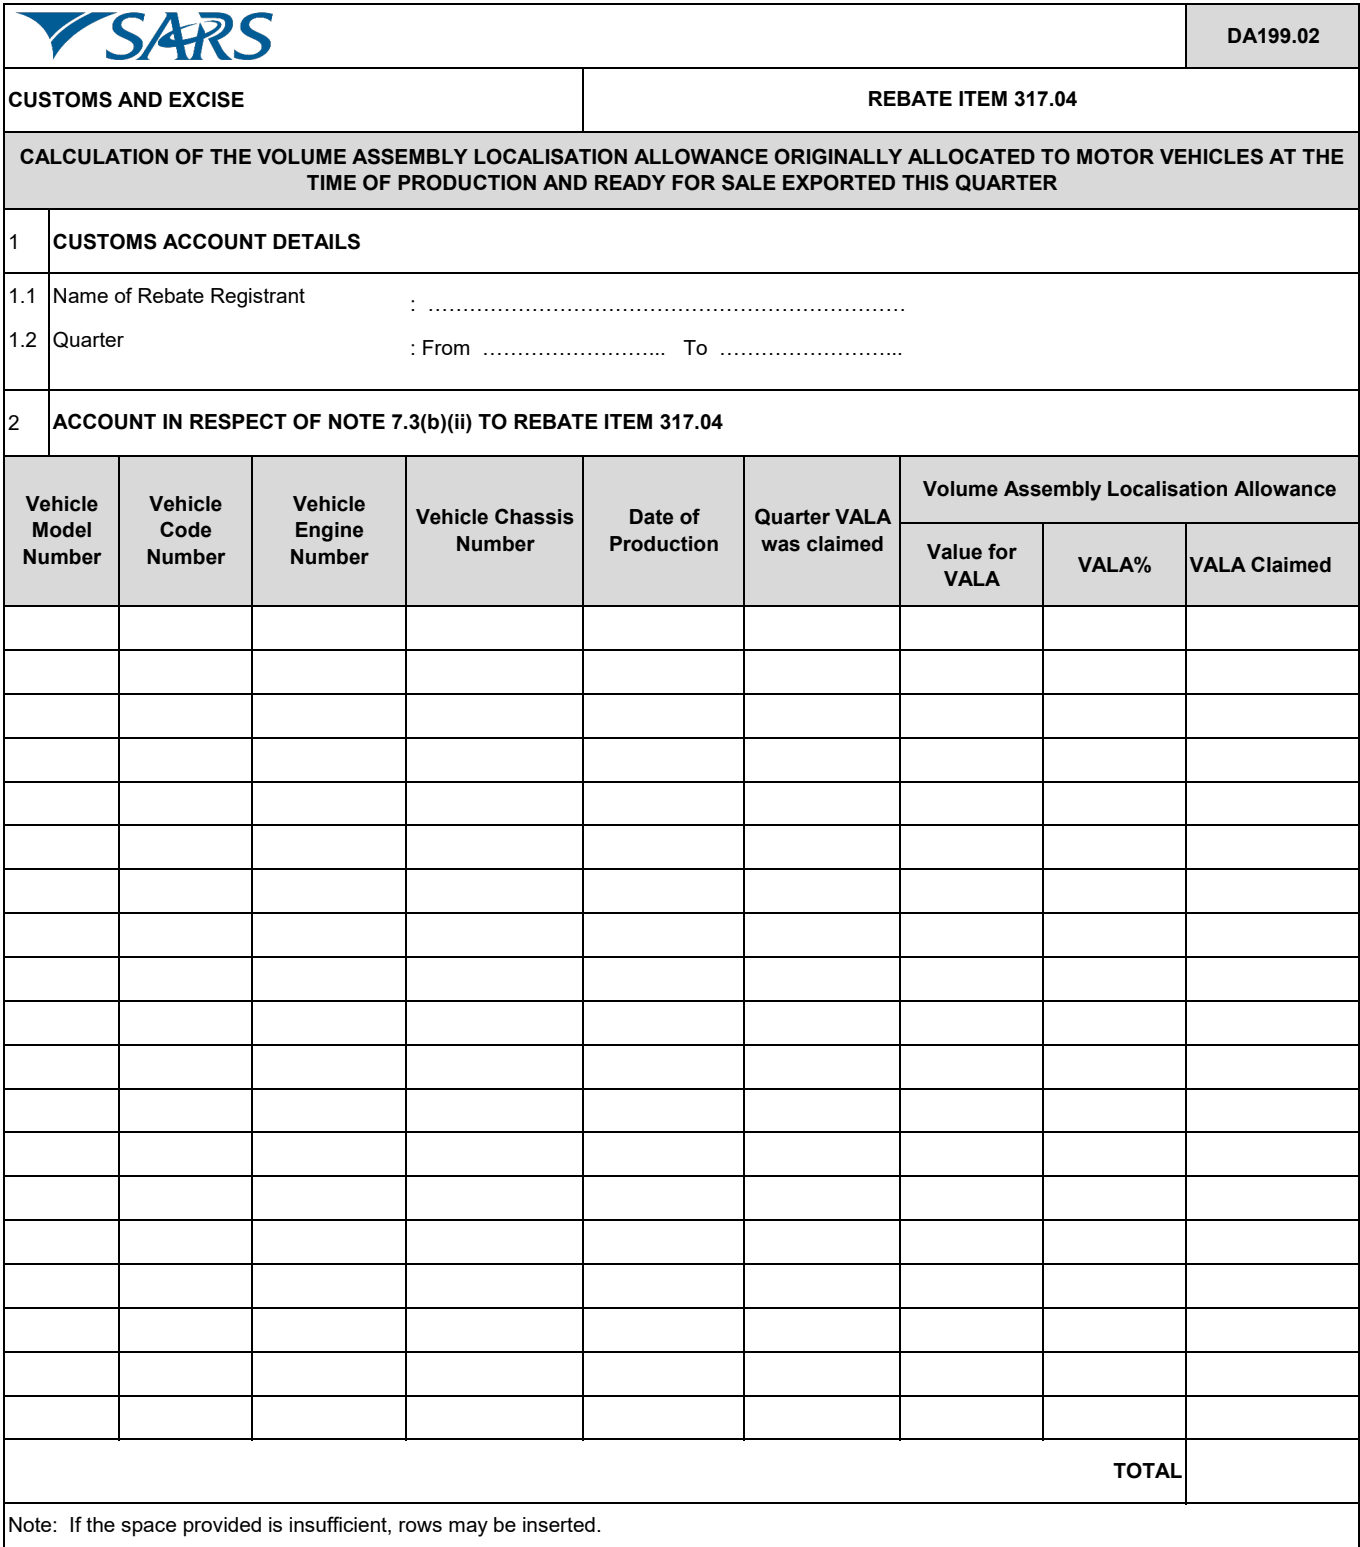 SARS
DA199.02
CUSTOMS AND EXCISE
REBATE ITEM 317.04
CALCULATION OF THE VOLUME ASSEMBLY LOCALISATION ALLOWANCE ORIGINALLY ALLOCATED TO MOTOR VEHICLES AT THE
TIME OF PRODUCTION AND READY FOR SALE EXPORTED THIS QUARTER
1 CUSTOMS ACCOUNT DETAILS
1.1 Name of Rebate Registrant : ……………………………………………………………
1.2 Quarter : From …………………….. To ……………………..
2 ACCOUNT IN RESPECT OF NOTE 7.3(b)(ii) TO REBATE ITEM 317.04
Vehicle
Model
Number
Vehicle
Code
Number
Vehicle
Engine
Number
Vehicle Chassis
Number
Date of
Production
Quarter VALA
was claimed
Volume Assembly Localisation Allowance
Value for
VALA
VALA%
VALA Claimed
TOTAL
Note: If the space provided is insufficient, rows may be inserted.